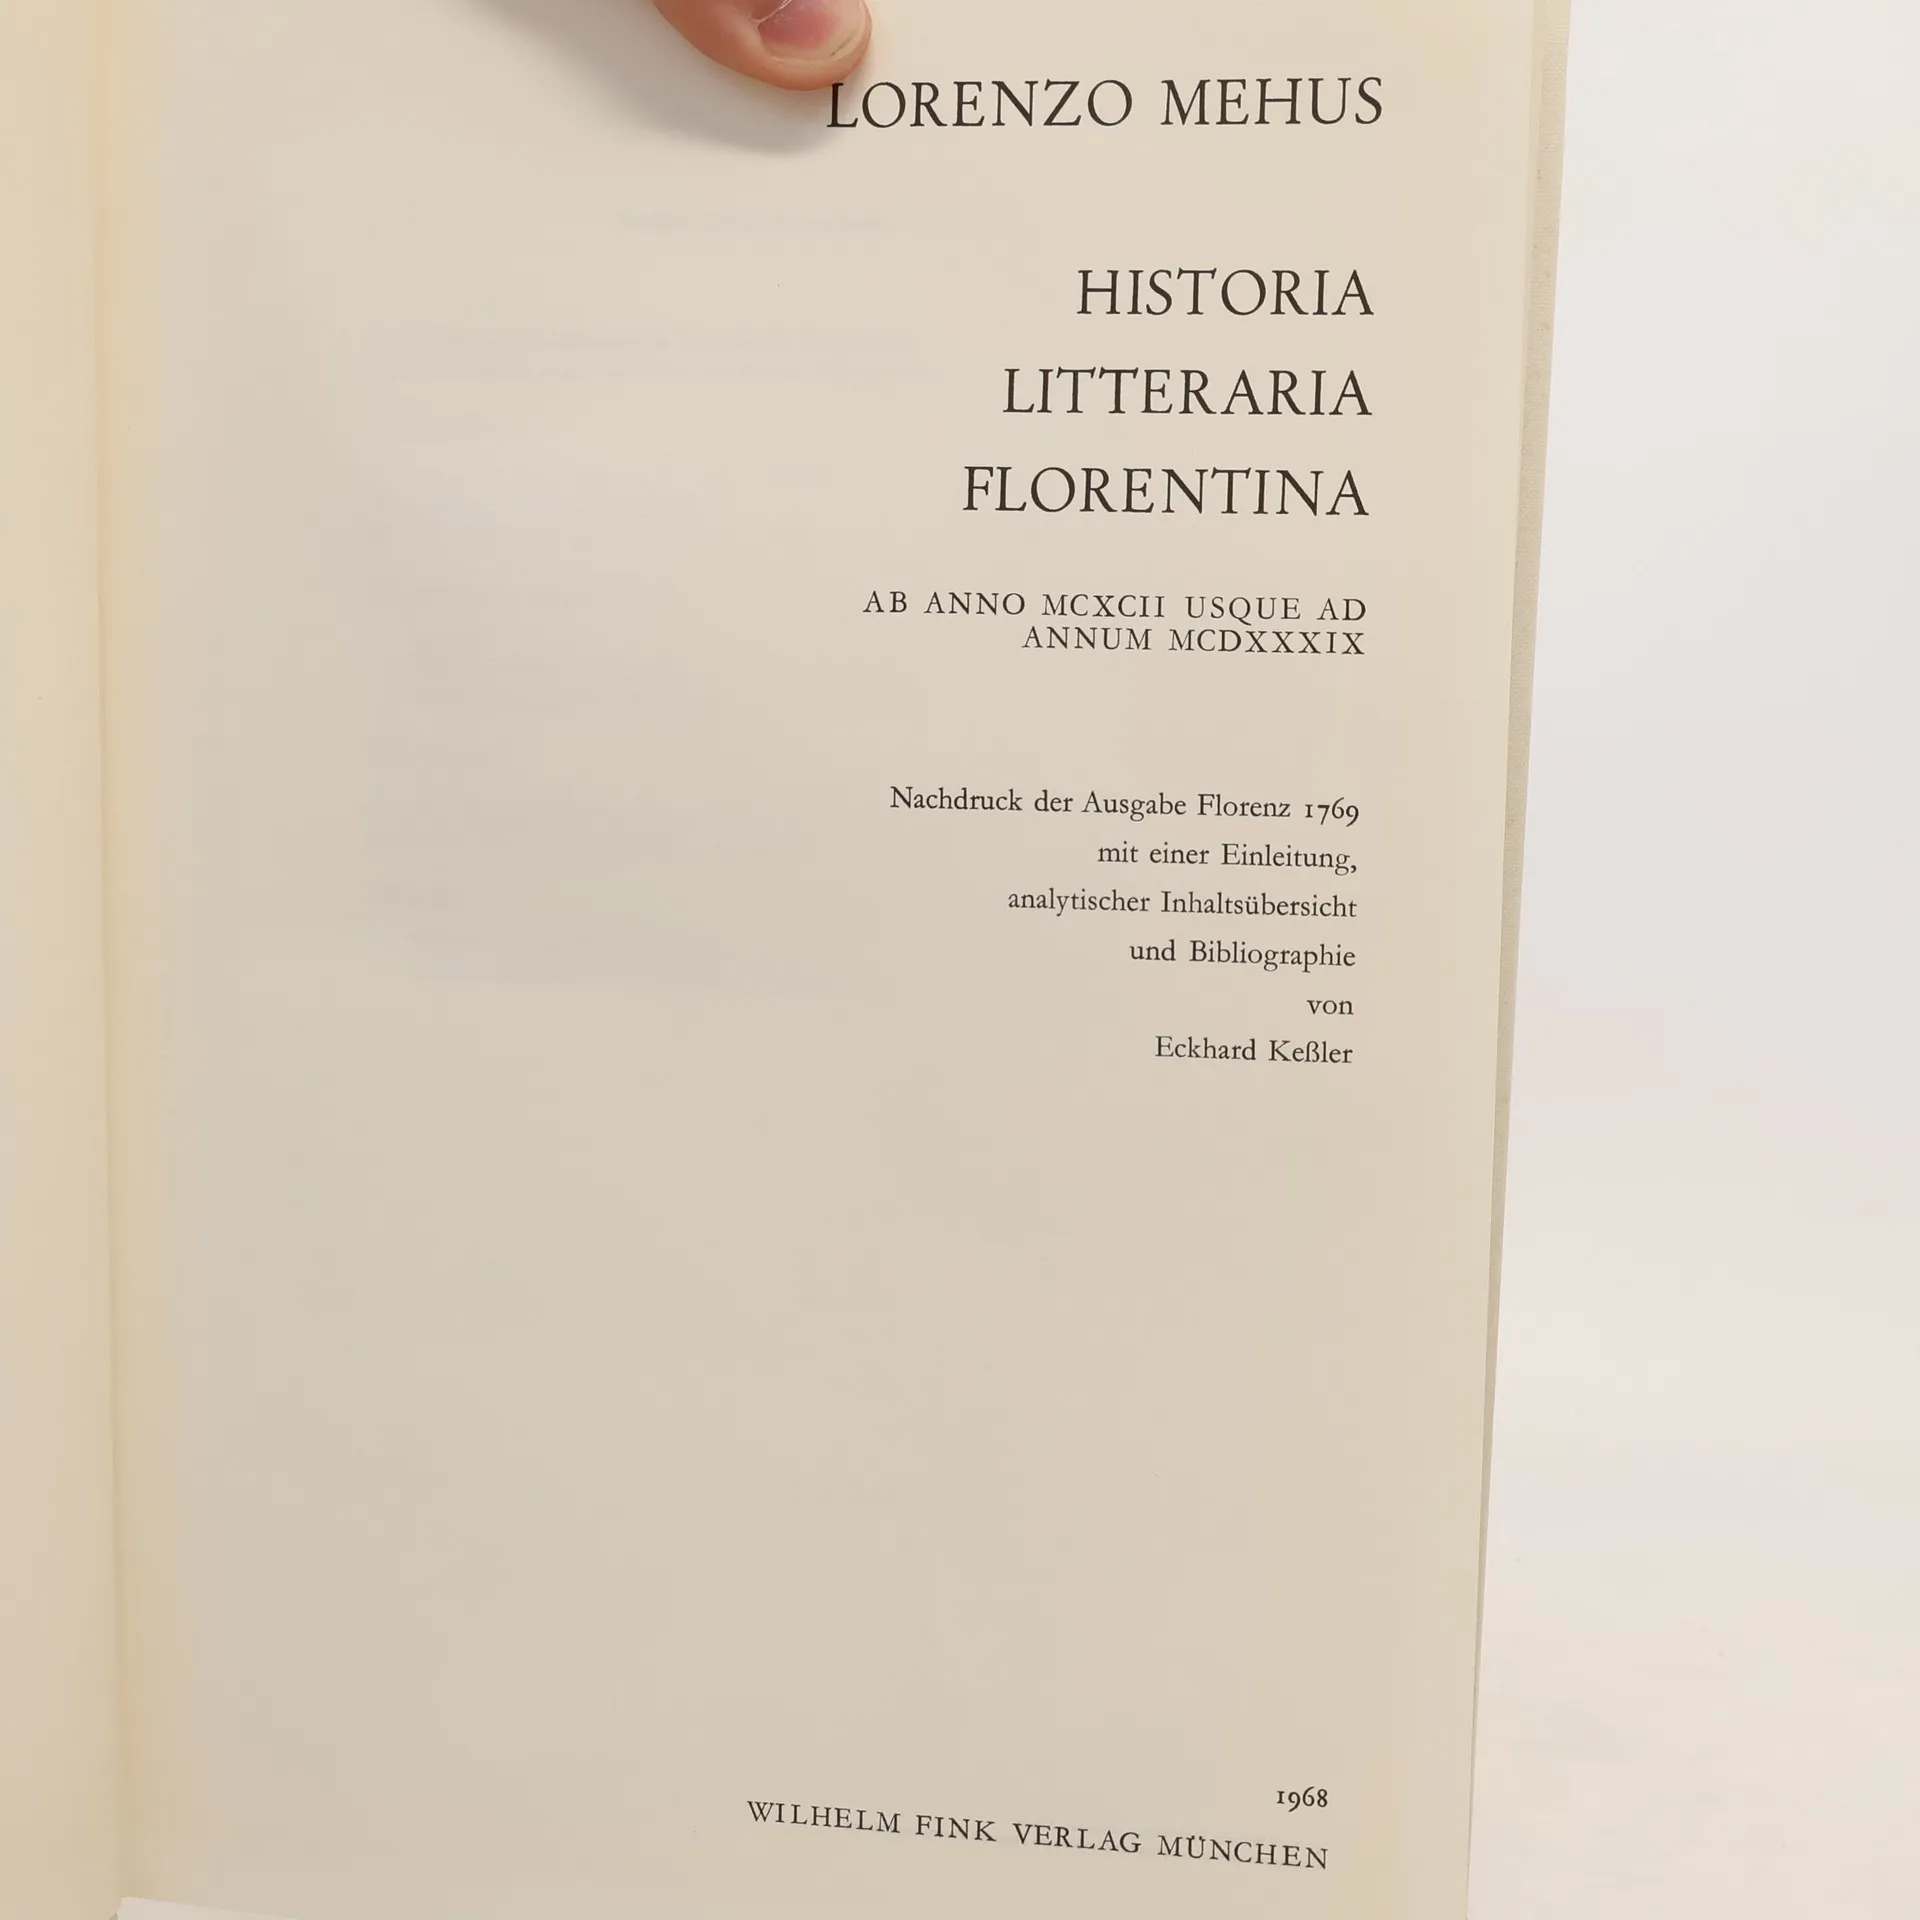 LORENZO MEHUS
HISTORIA
LITTERARIA
FLORENTINA
AB ANNO MCXCII USQUE AD
ANNUM MCDXXXIX
Nachdruck der Ausgabe Florenz 1769
mit einer Einleitung,
analytischer Inhaltsübersicht
und Bibliographie
von
Eckhard Keßler
1968
WILHELM FINK VERLAG MÜNCHEN